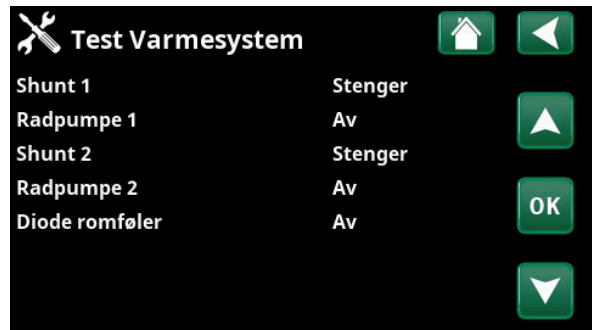 Test Varmesystem
Shunt 1 Stenger
Radpumpe 1 Av
Shunt 2 Stenger
Radpumpe 2 Av
Diode romføler Av
OK